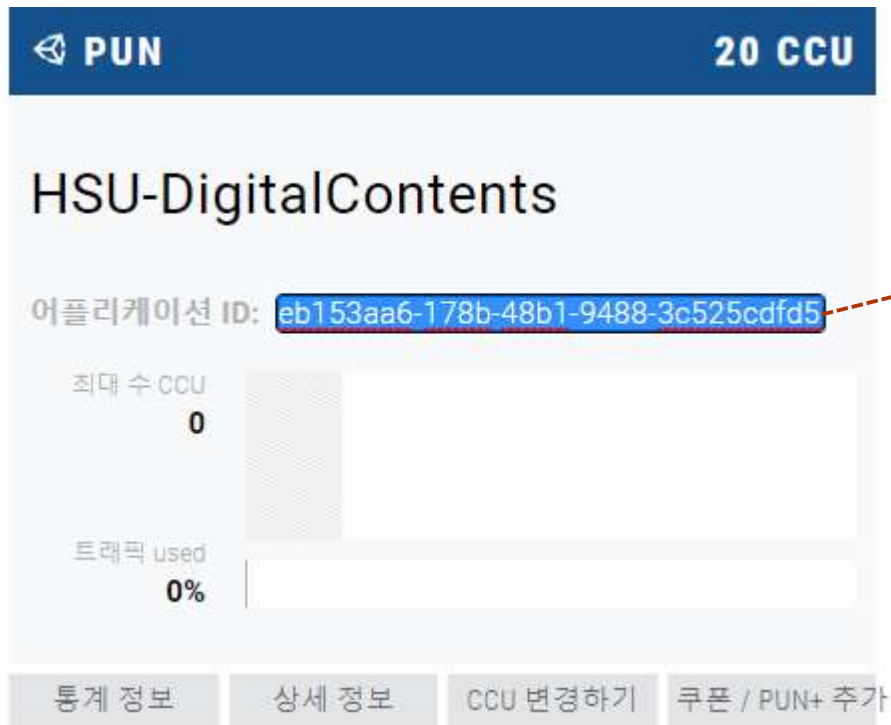 PUN 20 CCU
HSU-DigitalContents
어플리케이션 ID: eb153aa6-178b-48b1-9488-3c525cdfd5
최대 수 CCU
0
트래픽 used
0%
통계 정보 상세 정보 CCU 변경하기 쿠폰 / PUN+ 추가